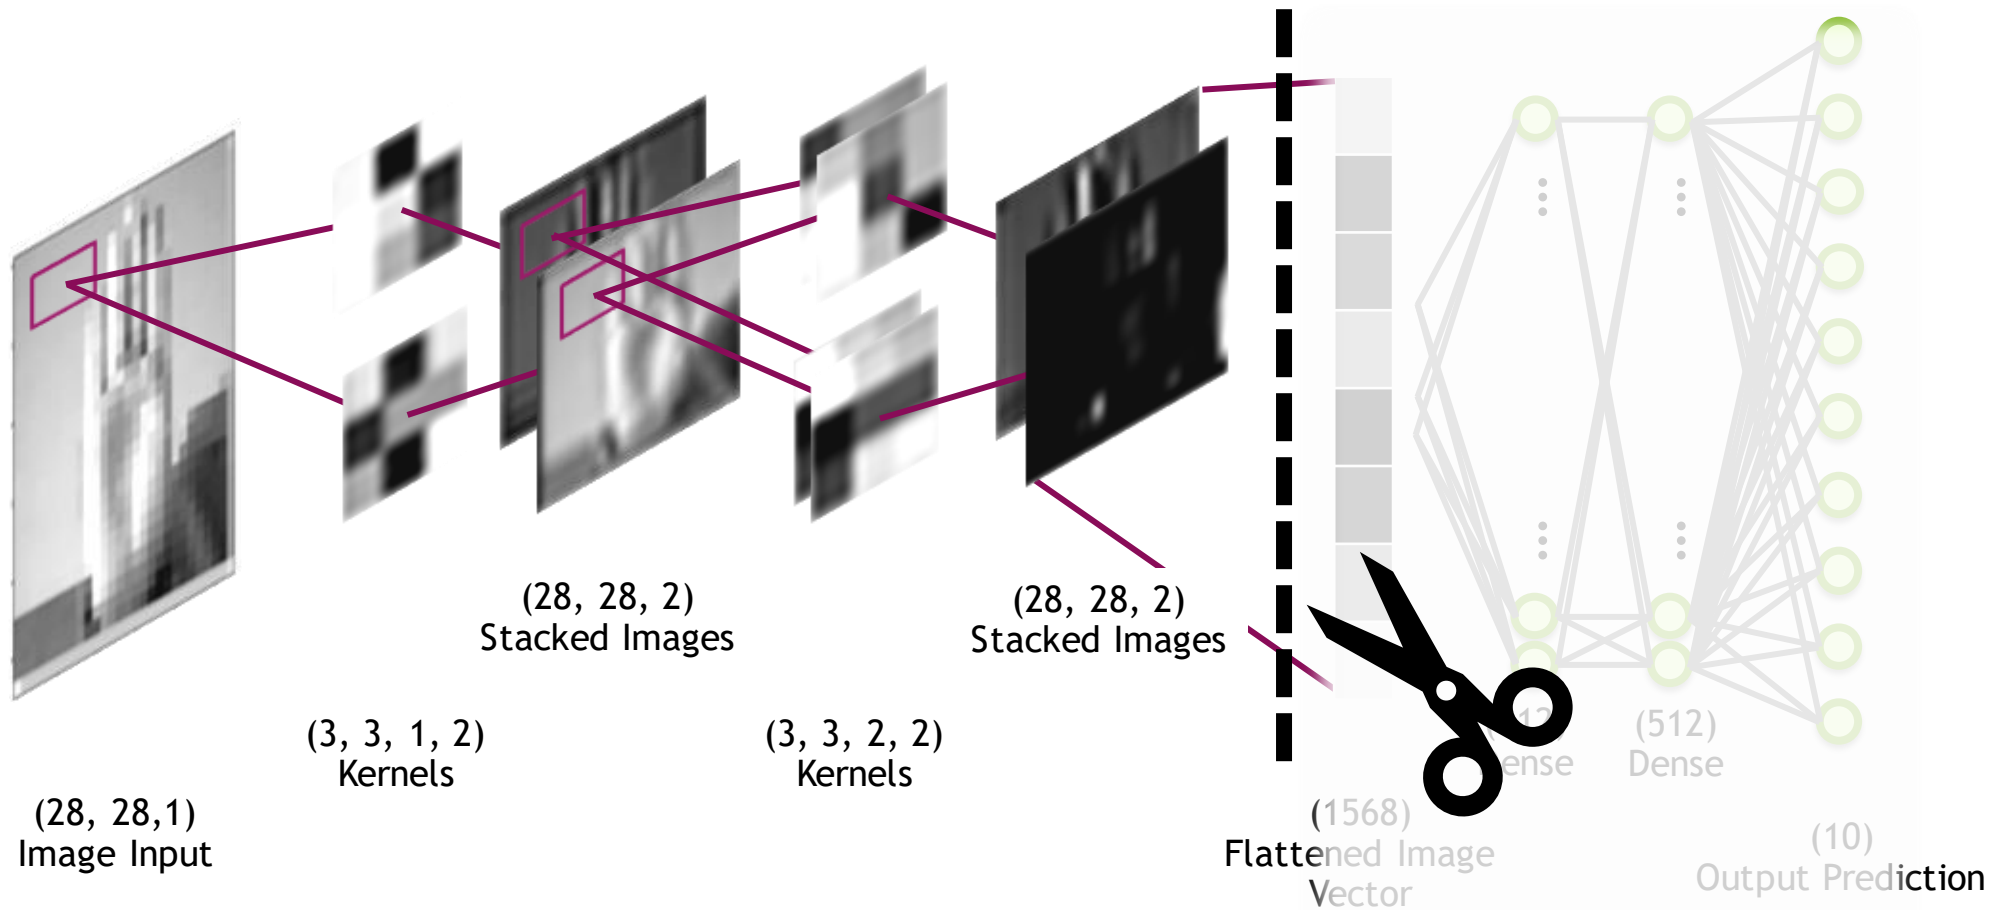 (28, 28, 2)
Stacked Images
(28, 28, 2)
Stacked Images
(3, 3, 1, 2)
Kernels
(3, 3, 2, 2)
Kernels
(512)
Dense
(28, 28,1)
Image Input
(1568)
Flattened Image
Vector
(10)
Output Prediction